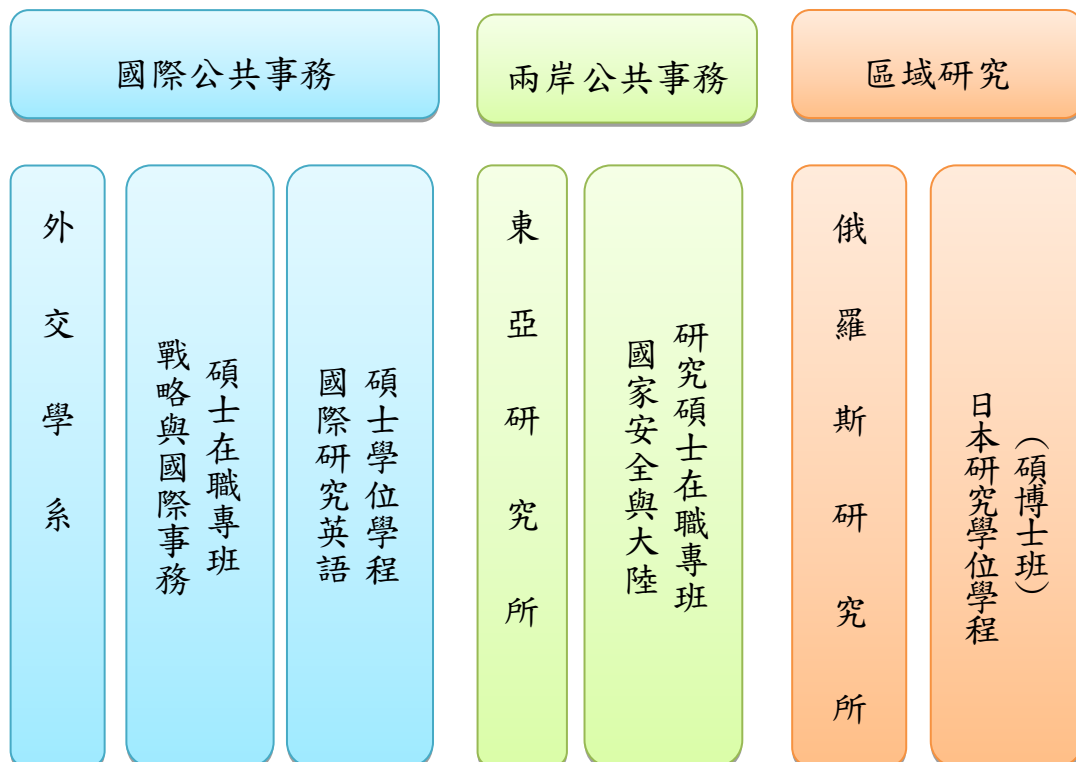 國際公共事務
兩岸公共事務
區域研究
外交學系
戰略與國際事務
碩士在職專班
國際研究英語
碩士學位學程
東亞研究所
國家安全與大陸
研究碩士在職專班
俄羅斯研究所
日本研究學位學程
（碩博士班）